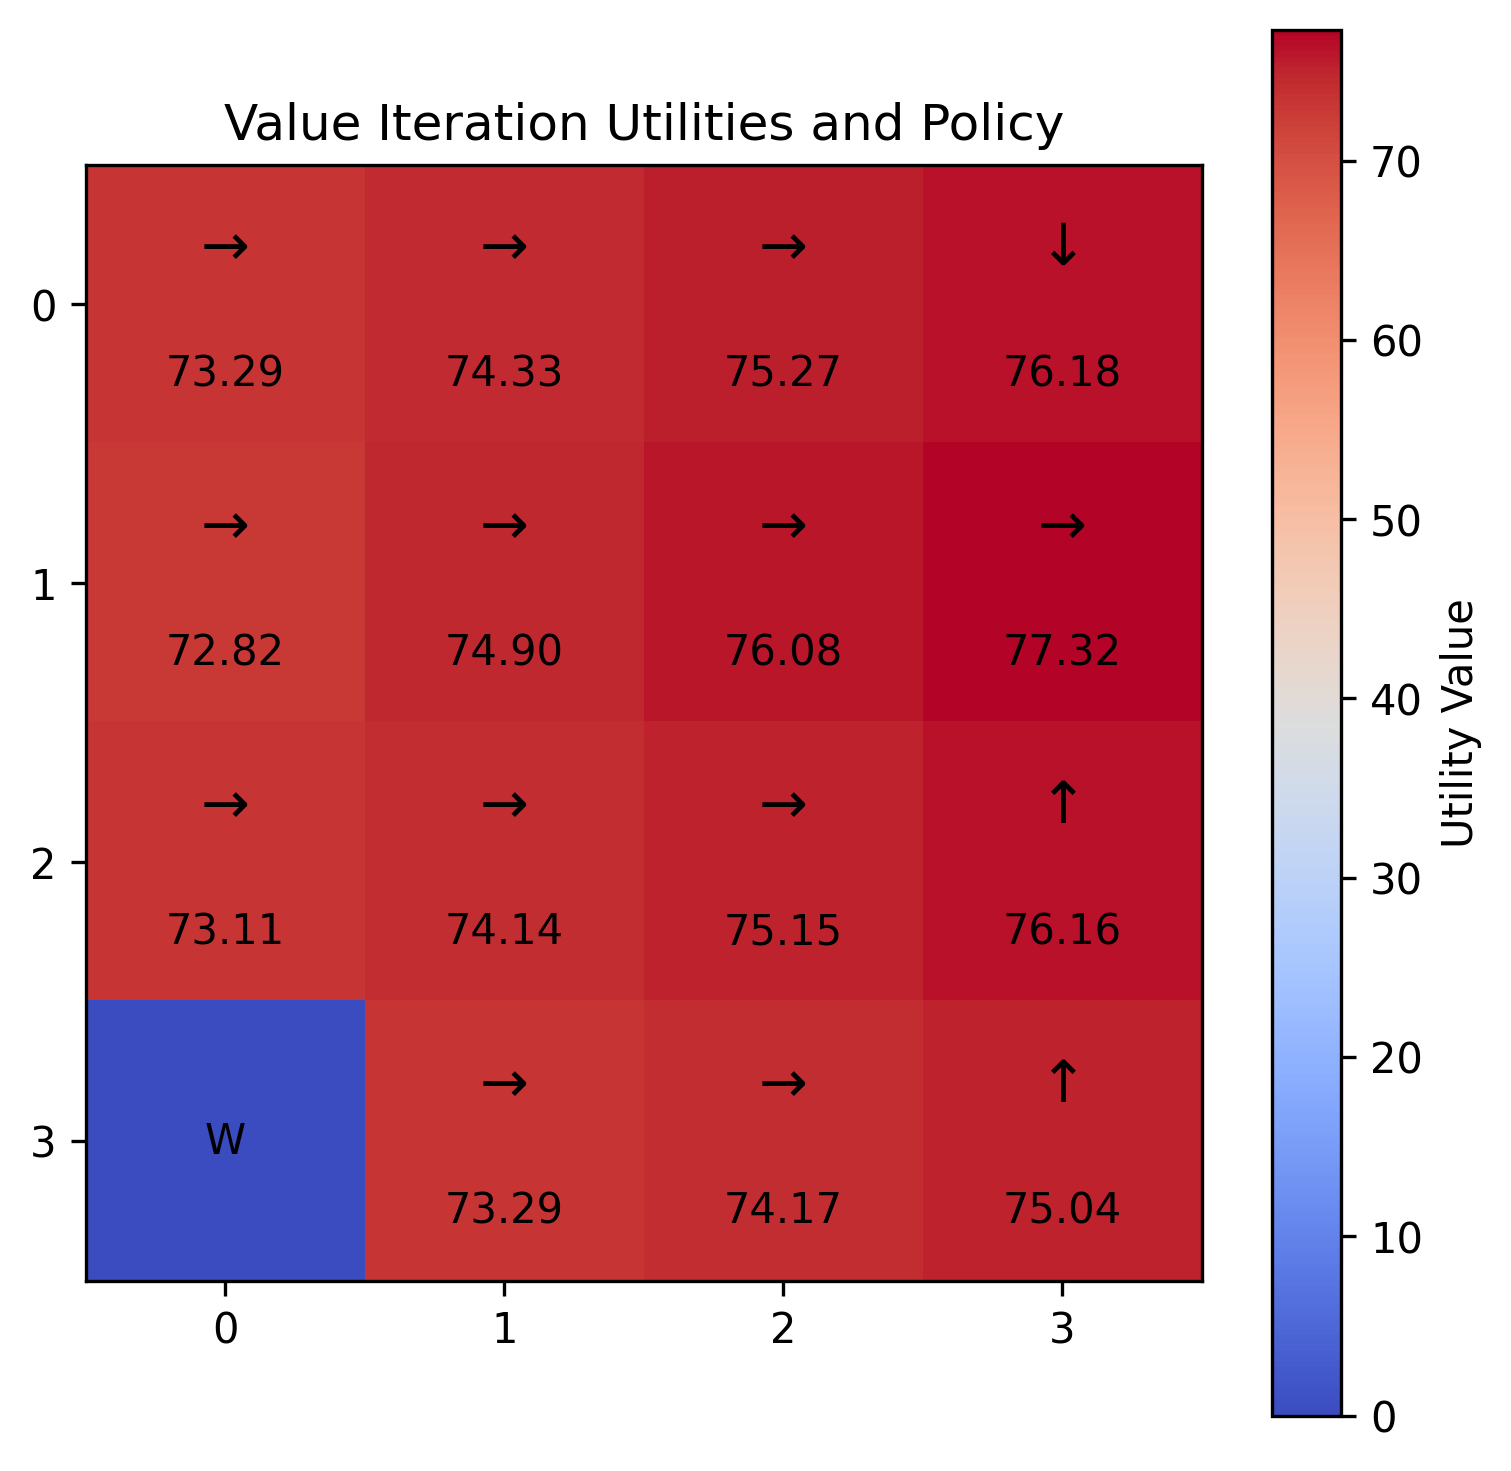 Value Iteration Utilities and Policy
→ → → ↓
0
73.29 74.33 75.27 76.18
→ → → →
1
72.82 74.90 76.08 77.32
→ → → ↑
2
73.11 74.14 75.15 76.16
→ → ↑
3 W
73.29 74.17 75.04
0 1 2 3
70
60
50
40
30
20
10
0
Utility Value